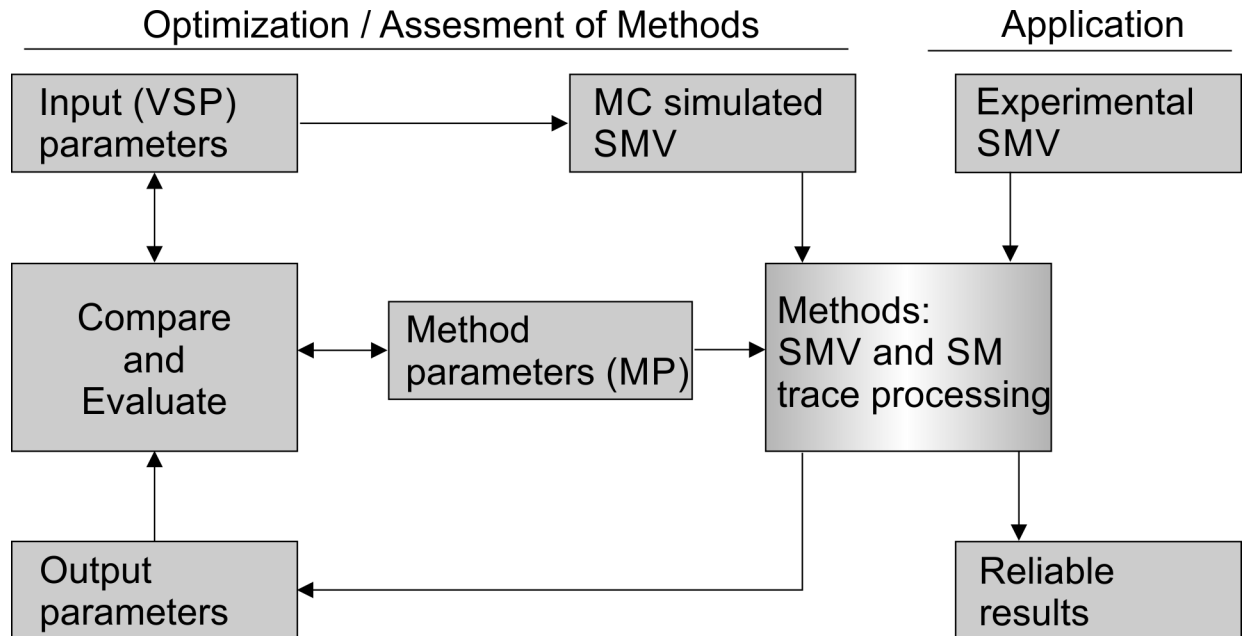 Optimization / Assesment of Methods
Application
Input (VSP)
parameters
MC simulated
SMV
Experimental
SMV
Compare
and
Evaluate
Method
parameters (MP)
Methods:
SMV and SM
trace processing
Output
parameters
Reliable
results